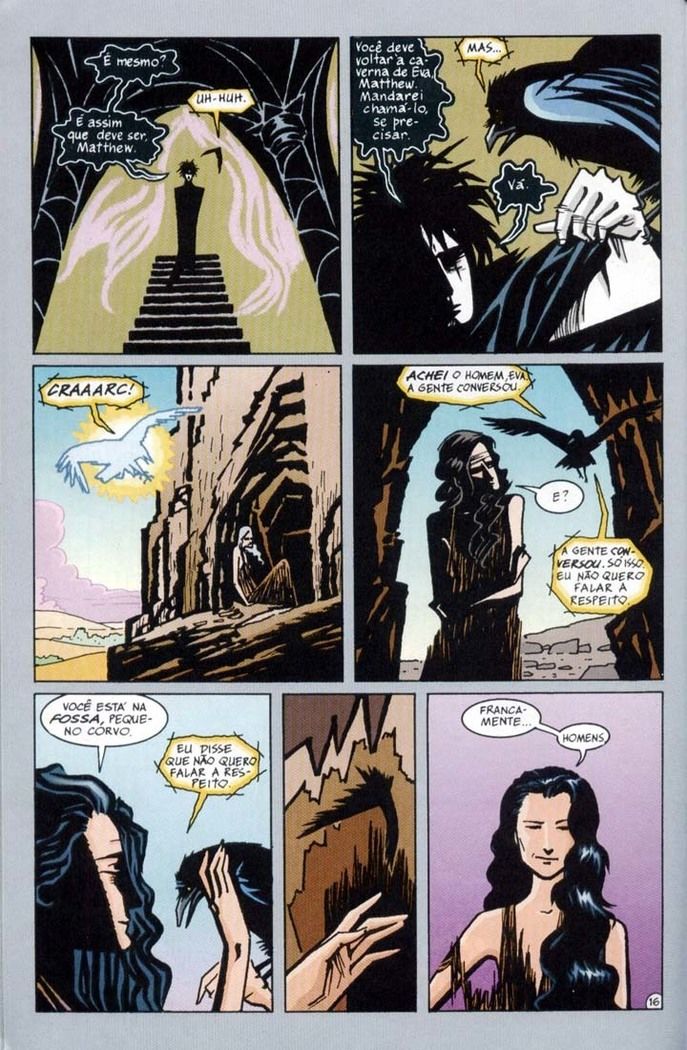 É mesmo?
UH-HUH.
É assim
que deve ser,
Matthew.
Você deve
voltar à ca-
verna de Eva,
Matthew.
Mandarei
chamá-lo,
se pre-
cisar.
MAS...
Vá.
CRAAARC!
ACHEI O HOMEM, EVA.
A GENTE CONVERSOU.
E?
A GENTE CON-
VERSOU. SÓ ISSO.
EU NÃO QUERO
FALAR A
RESPEITO.
VOCÊ ESTÁ NA
FOSSA, PEQUE-
NO CORVO.
EU DISSE
QUE NÃO QUERO
FALAR A RES-
PEITO.
FRANCA-
MENTE...
HOMENS.
16